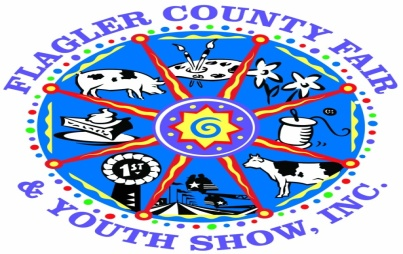 FLAGLER COUNTY FAIR
& YOUTH SHOW, INC.
1ST